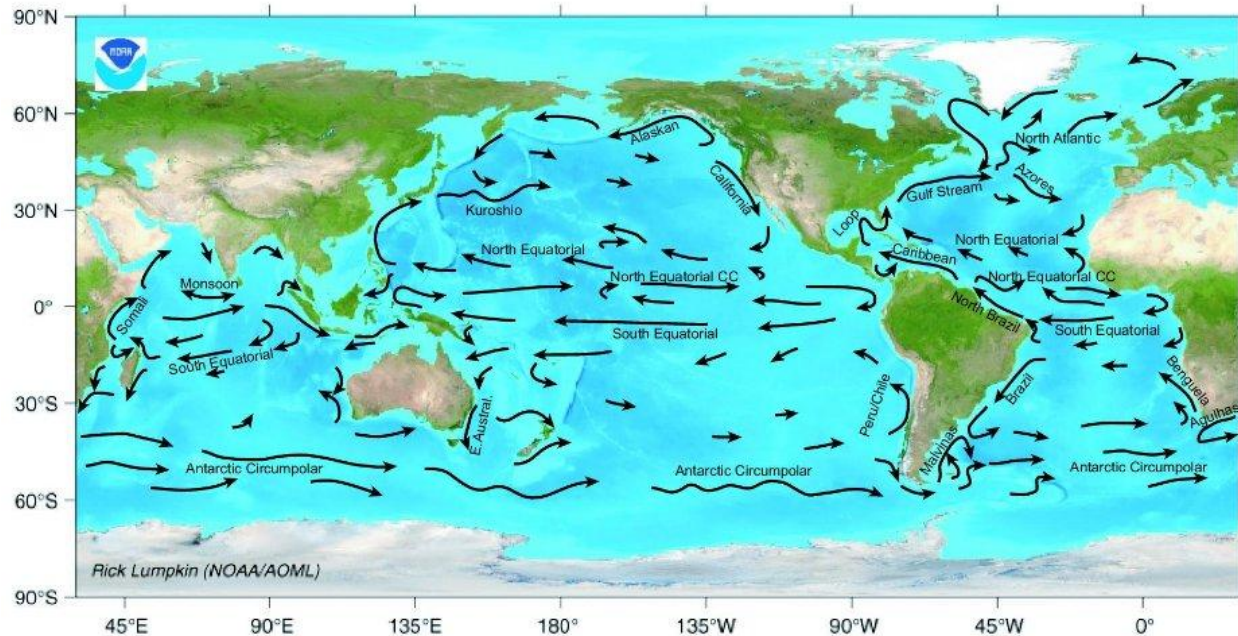 90°N
NOAA
60°N
Alaskan
North Atlantic
California
Gulf Stream
Azores
30°N
Kuroshio
Loop
North Equatorial
North Equatorial
Caribbean
Monsoon
North Equatorial CC
North Equatorial CC
0°
Somali
North Brazil
South Equatorial
South Equatorial
South Equatorial
Brazil
Benguela
30°S
E.Austral.
Peru/Chile
Agulhas
Malvinas
Antarctic Circumpolar
Antarctic Circumpolar
Antarctic Circumpolar
60°S
Rick Lumpkin (NOAA/AOML)
90°S
45°E 90°E 135°E 180° 135°W 90°W 45°W 0°